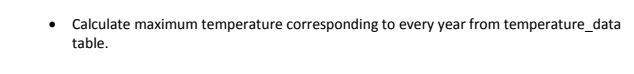 • Calculate maximum temperature corresponding to every year from temperature_data
table.